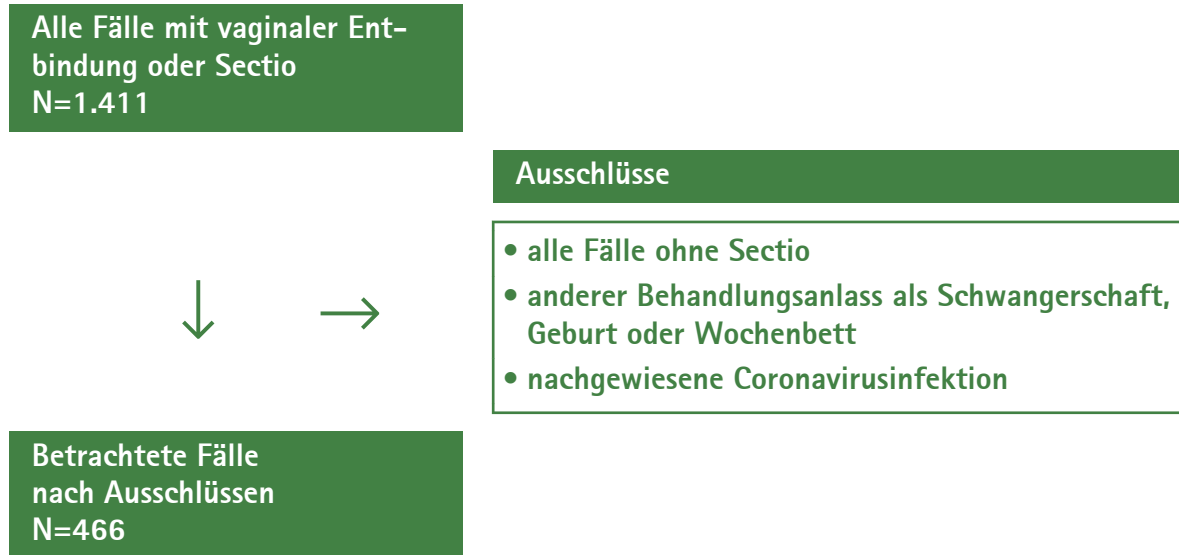 Alle Fälle mit vaginaler Ent-
bindung oder Sectio
N=1.411
Ausschlüsse
• alle Fälle ohne Sectio
• anderer Behandlungsanlass als Schwangerschaft,
Geburt oder Wochenbett
• nachgewiesene Coronavirusinfektion
Betrachtete Fälle
nach Ausschlüssen
N=466